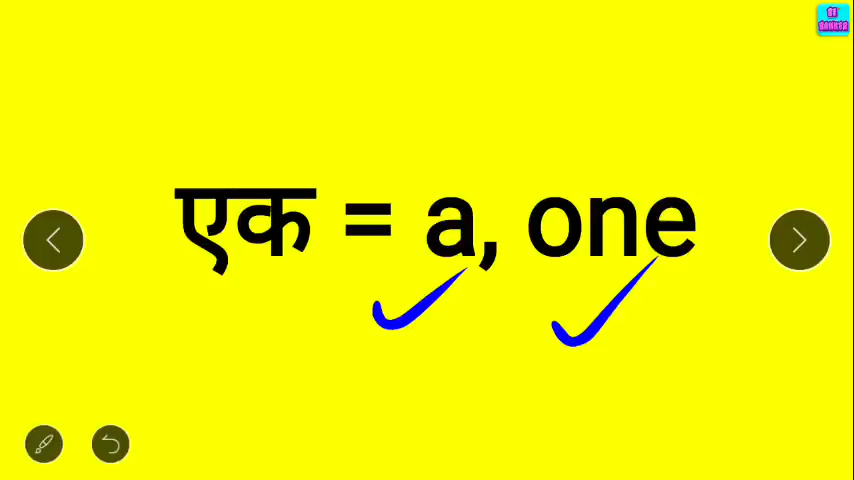 एक = a, one